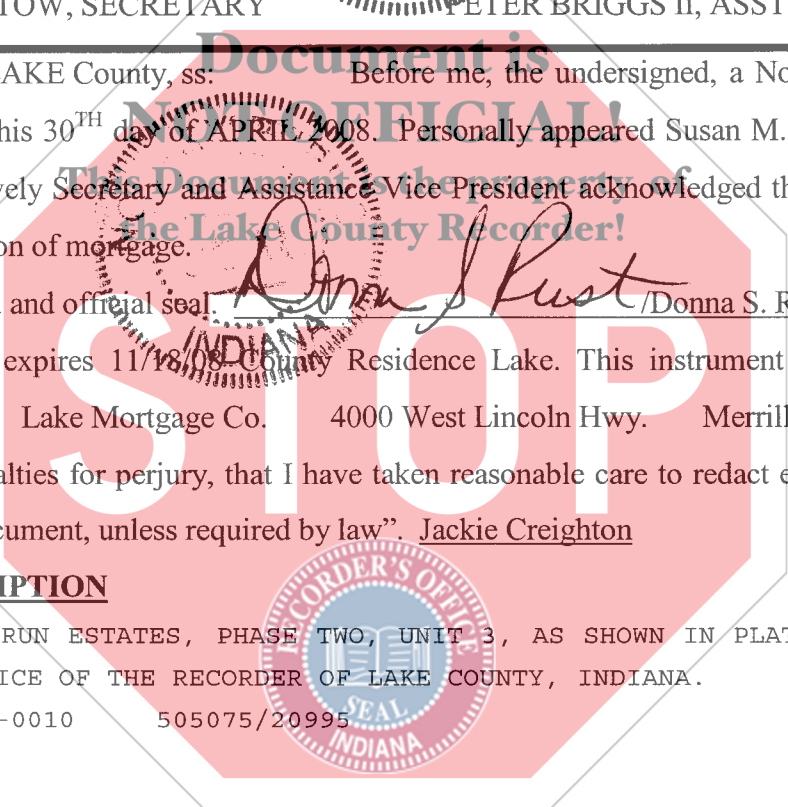 TOW, SECRETARY PETER BRIGGS II, ASST
Document is
LAKE County, ss: Before me, the undersigned, a No
NOT OFFICIAL!
his 30TH day of APRIL 2008. Personally appeared Susan M.
This Document is the property of
vely Secretary and Assistance Vice President acknowledged th
the Lake County Recorder!
on of mortgage.
and official seal. Donna S Rust /Donna S. R
INDIANA
expires 11/18/08 County Residence Lake. This instrument
STOP
Lake Mortgage Co. 4000 West Lincoln Hwy. Merrill
alties for perjury, that I have taken reasonable care to redact e
cument, unless required by law”. Jackie Creighton
IPTION
RECORDER'S OFFICE
RUN ESTATES, PHASE TWO, UNIT 3, AS SHOWN IN PLAT
ICE OF THE RECORDER OF LAKE COUNTY, INDIANA.
-0010 505075/20995
SEAL
INDIANA